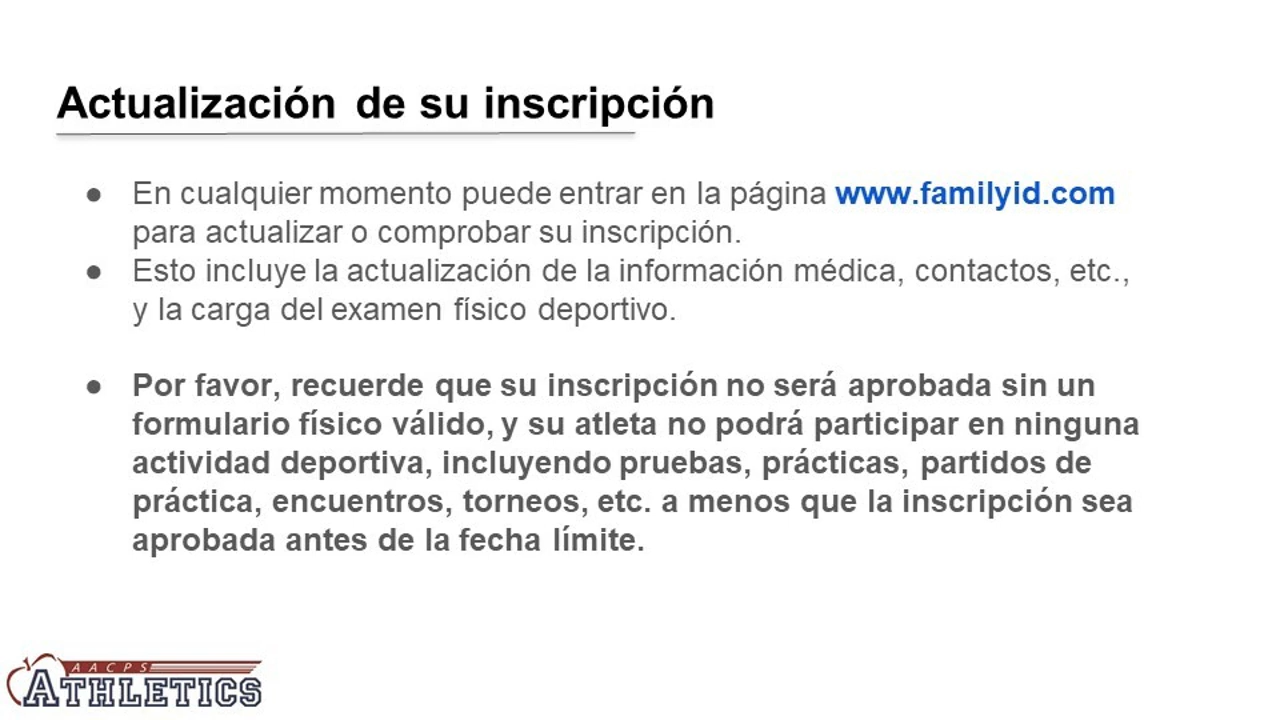 Actualización de su inscripción
● En cualquier momento puede entrar en la página www.familyid.com
para actualizar o comprobar su inscripción.
● Esto incluye la actualización de la información médica, contactos, etc.,
y la carga del examen físico deportivo.
● Por favor, recuerde que su inscripción no será aprobada sin un
formulario físico válido, y su atleta no podrá participar en ninguna
actividad deportiva, incluyendo pruebas, prácticas, partidos de
práctica, encuentros, torneos, etc. a menos que la inscripción sea
aprobada antes de la fecha límite.
AACPS
ATHLETICS